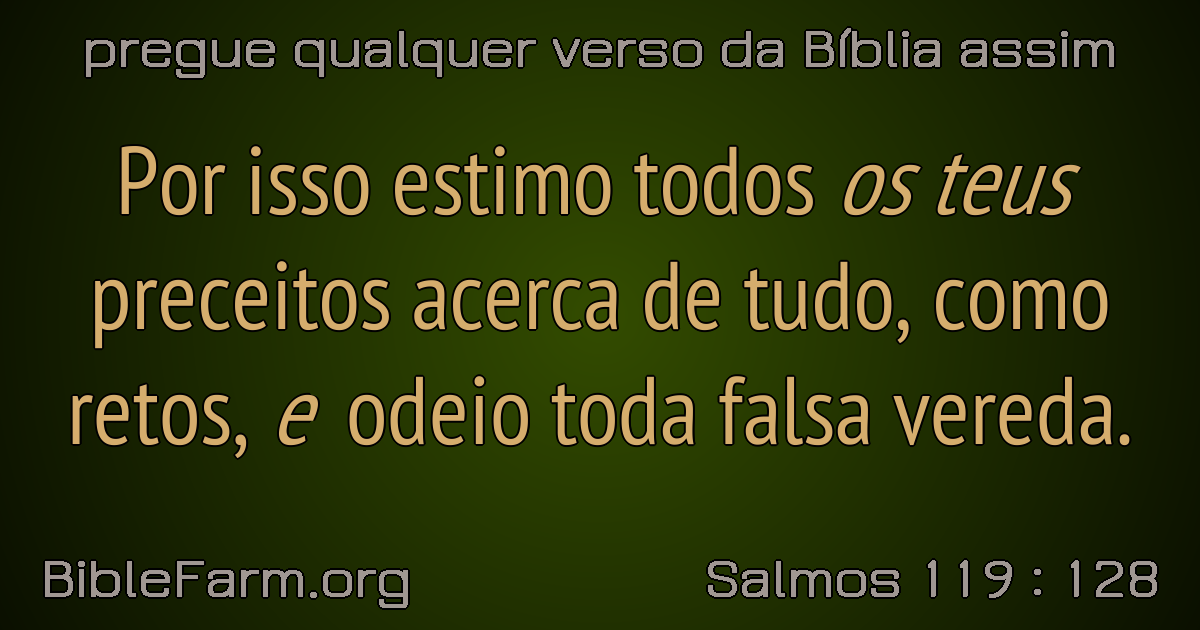 pregue qualquer verso da Bíblia assim
Por isso estimo todos os teus
preceitos acerca de tudo, como
retos, e odeio toda falsa vereda.
BibleFarm.org
Salmos 119 : 128